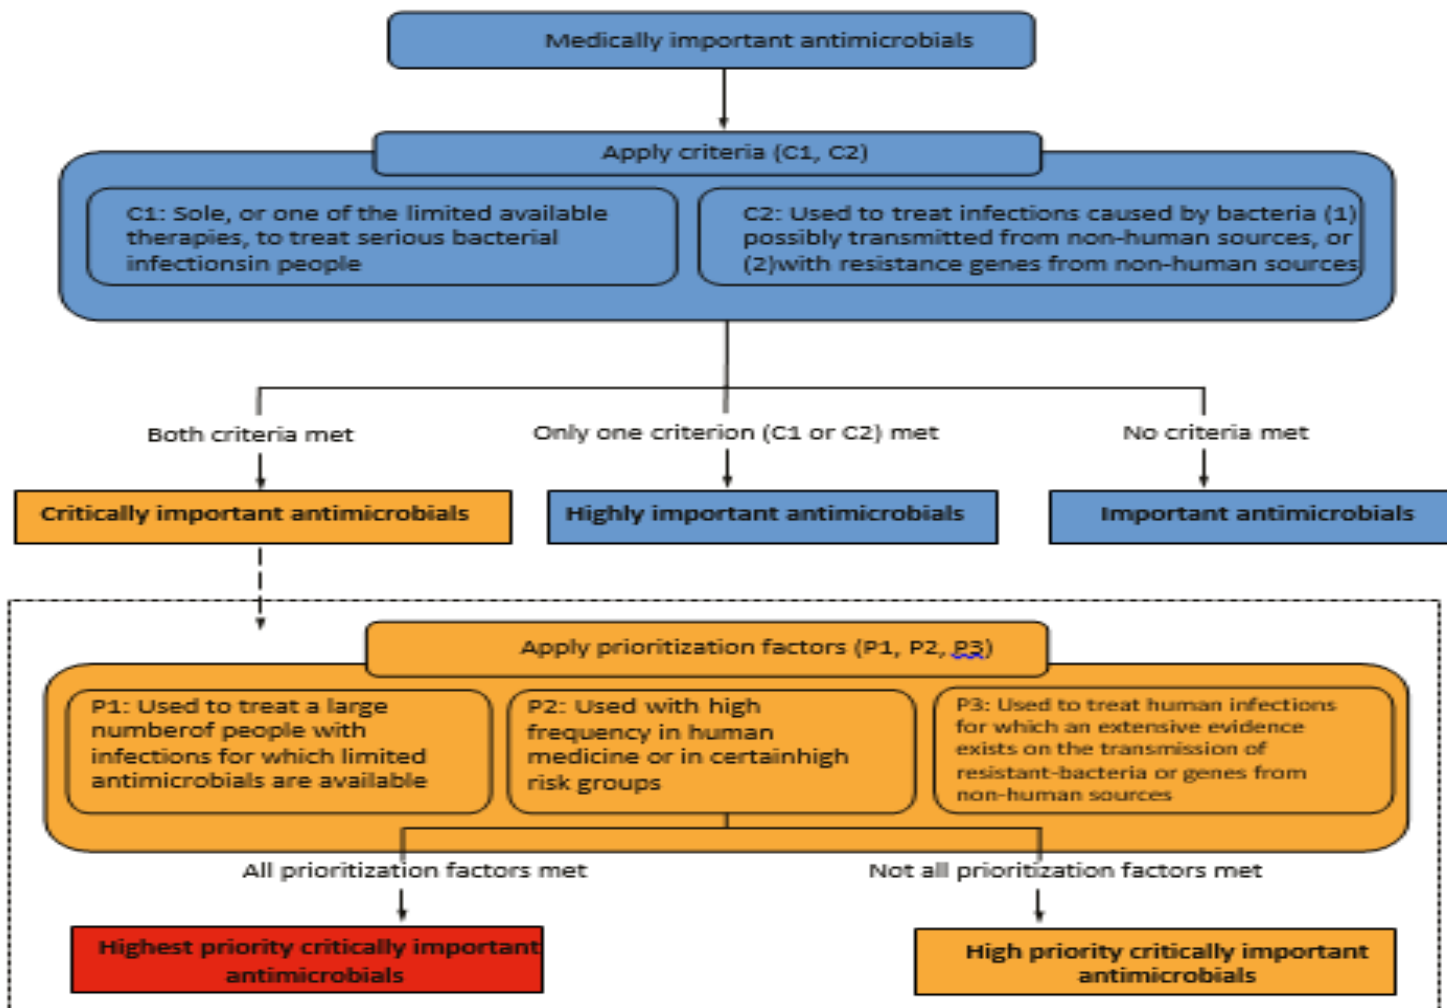 Medically important antimicrobials
Apply criteria (C1, C2)
C1: Sole, or one of the limited available
therapies, to treat serious bacterial
infectionsin people
C2: Used to treat infections caused by bacteria (1)
possibly transmitted from non-human sources, or
(2)with resistance genes from non-human sources
Both criteria met
Only one criterion (C1 or C2) met
No criteria met
Critically important antimicrobials
Highly important antimicrobials
Important antimicrobials
Apply prioritization factors (P1, P2, P3)
P1: Used to treat a large
numberof people with
infections for which limited
antimicrobials are available
P2: Used with high
frequency in human
medicine or in certainhigh
risk groups
P3: Used to treat human infections
for which an extensive evidence
exists on the transmission of
resistant-bacteria or genes from
non-human sources
All prioritization factors met
Not all prioritization factors met
Highest priority critically important
antimicrobials
High priority critically important
antimicrobials